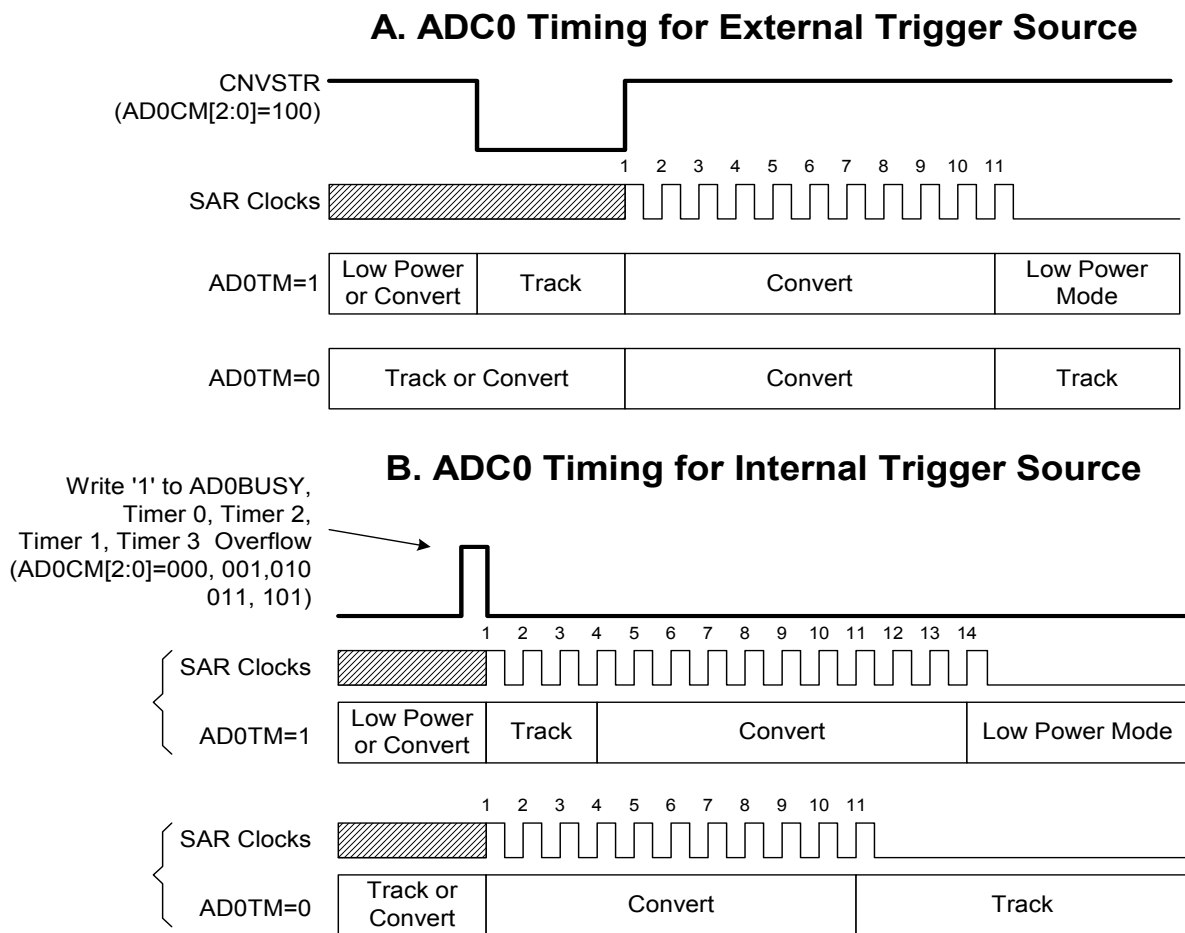 A. ADC0 Timing for External Trigger Source
CNVSTR
(AD0CM[2:0]=100)
1 2 3 4 5 6 7 8 9 10 11
SAR Clocks
AD0TM=1
Low Power
or Convert
Track
Convert
Low Power
Mode
AD0TM=0
Track or Convert
Convert
Track
B. ADC0 Timing for Internal Trigger Source
Write '1' to AD0BUSY,
Timer 0, Timer 2,
Timer 1, Timer 3 Overflow
(AD0CM[2:0]=000, 001,010
011, 101)
1 2 3 4 5 6 7 8 9 10 11 12 13 14
SAR Clocks
AD0TM=1
Low Power
or Convert
Track
Convert
Low Power Mode
1 2 3 4 5 6 7 8 9 10 11
SAR Clocks
AD0TM=0
Track or
Convert
Convert
Track